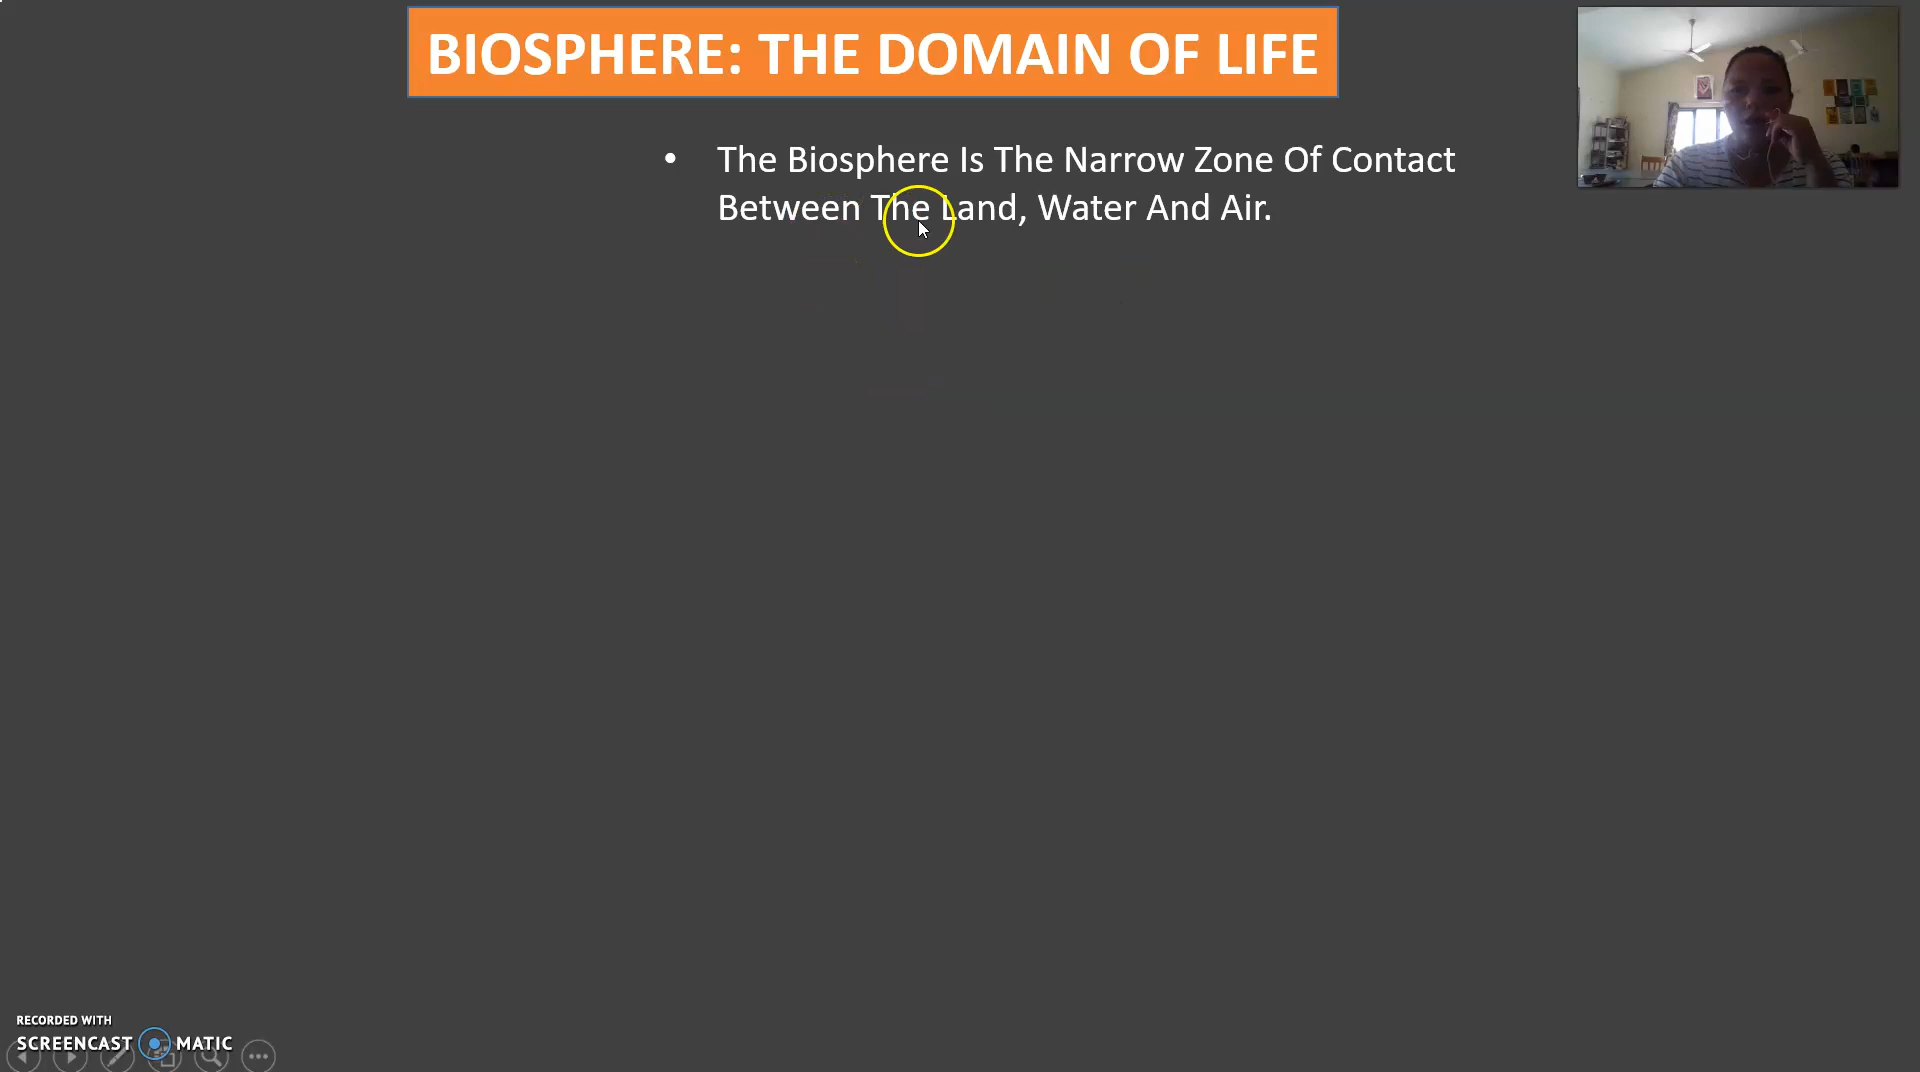 BIOSPHERE: THE DOMAIN OF LIFE
• The Biosphere Is The Narrow Zone Of Contact
Between The Land, Water And Air.
RECORDED WITH
SCREENCAST MATIC